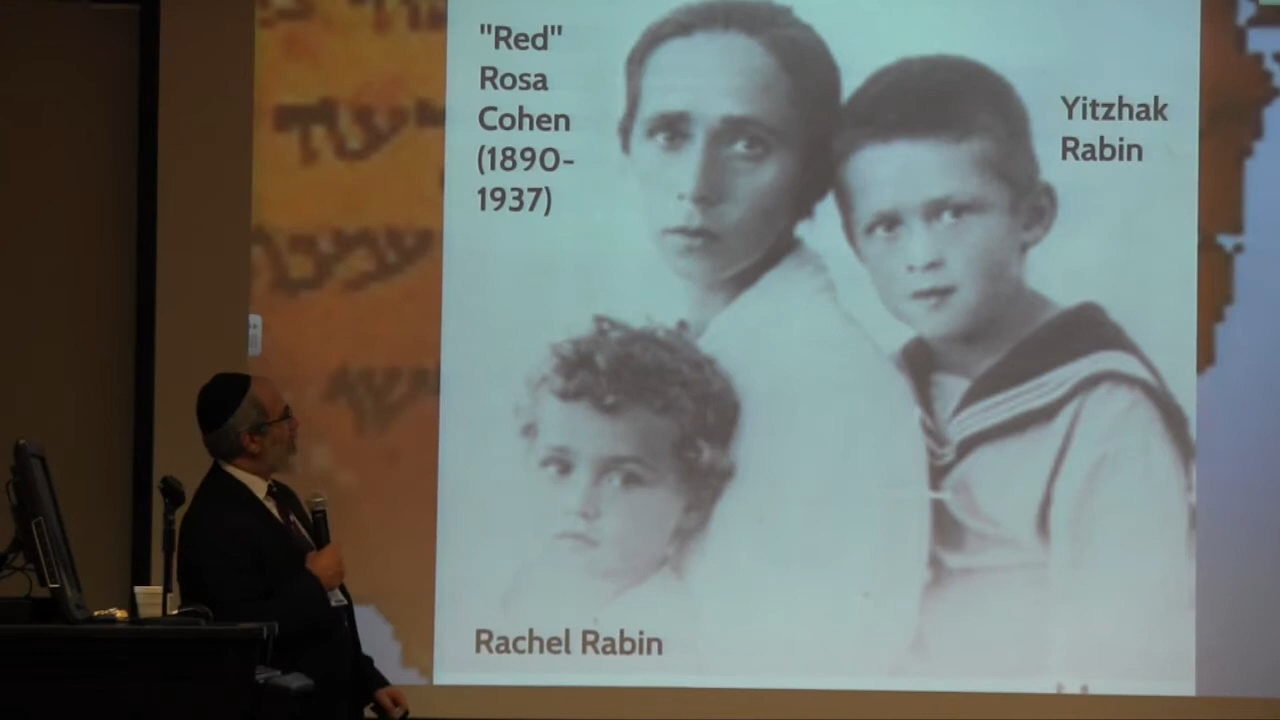 "Red"
Rosa
Cohen
(1890-
1937)
Yitzhak
Rabin
Rachel Rabin